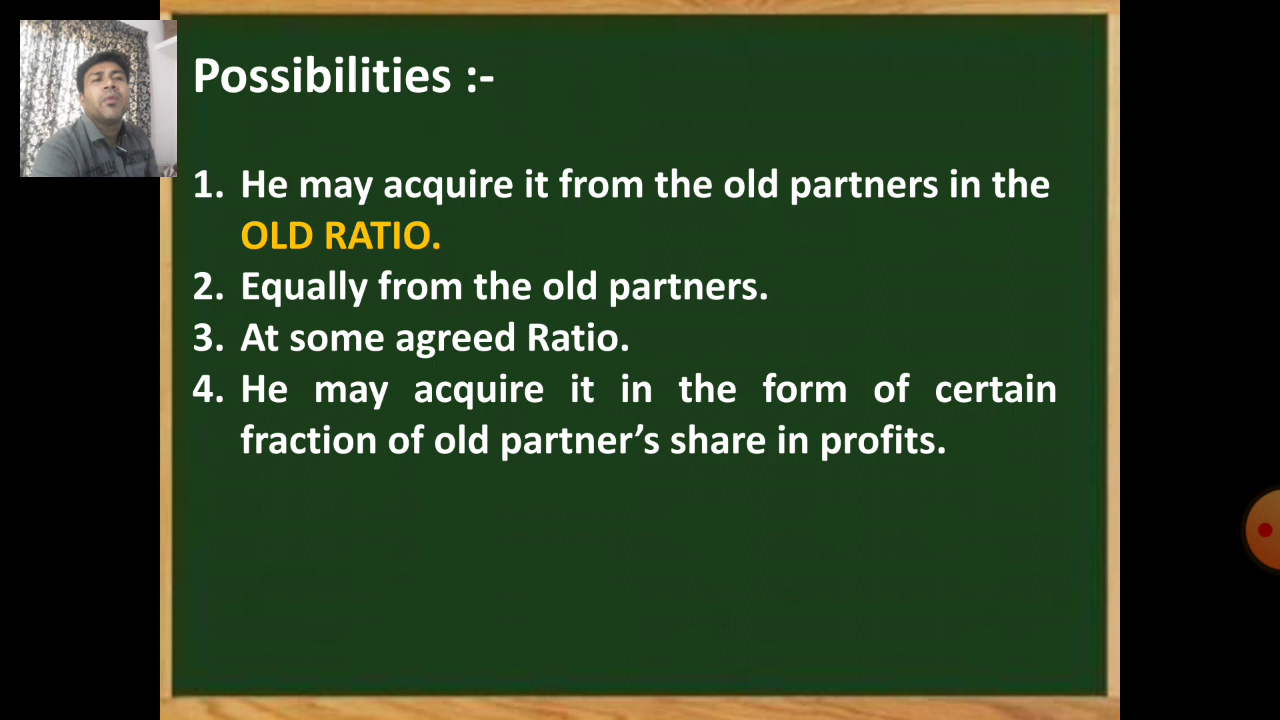 Possibilities :-
1. He may acquire it from the old partners in the
OLD RATIO.
2. Equally from the old partners.
3. At some agreed Ratio.
4. He may acquire it in the form of certain
fraction of old partner’s share in profits.